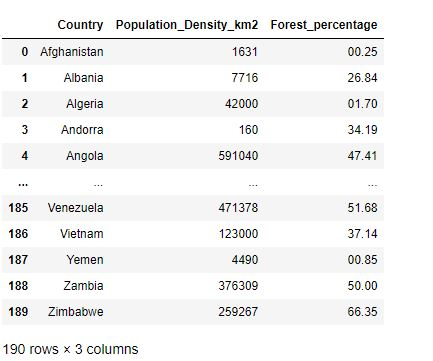 Country Population_Density_km2 Forest_percentage
0 Afghanistan 1631 00.25
1 Albania 7716 26.84
2 Algeria 42000 01.70
3 Andorra 160 34.19
4 Angola 591040 47.41
... ... ... ...
185 Venezuela 471378 51.68
186 Vietnam 123000 37.14
187 Yemen 4490 00.85
188 Zambia 376309 50.00
189 Zimbabwe 259267 66.35
190 rows × 3 columns